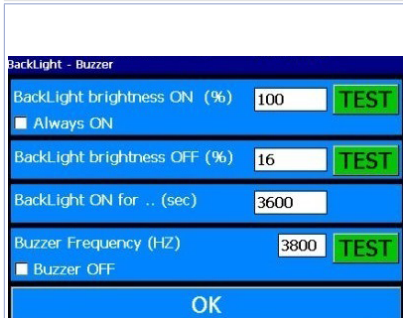 BackLight - Buzzer
BackLight brightness ON (%) 100 TEST
Always ON
BackLight brightness OFF (%) 16 TEST
BackLight ON for .. (sec) 3600
Buzzer Frequency (HZ) 3800 TEST
Buzzer OFF
OK